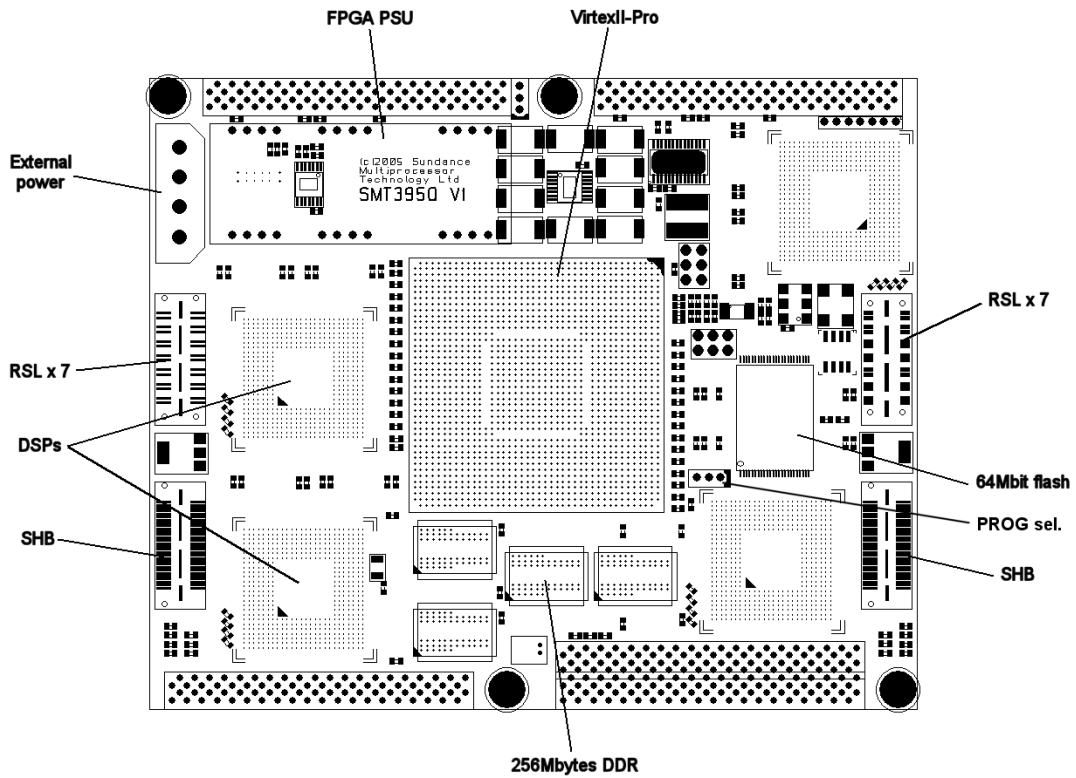 FPGA PSU
VirtexII-Pro
External
power
(c)2005 Sundance
Multiprocessor
Technology Ltd
SMT3950 V1
RSL x 7
RSL x 7
DSPs
64Mbit flash
PROG sel.
SHB
SHB
256Mbytes DDR